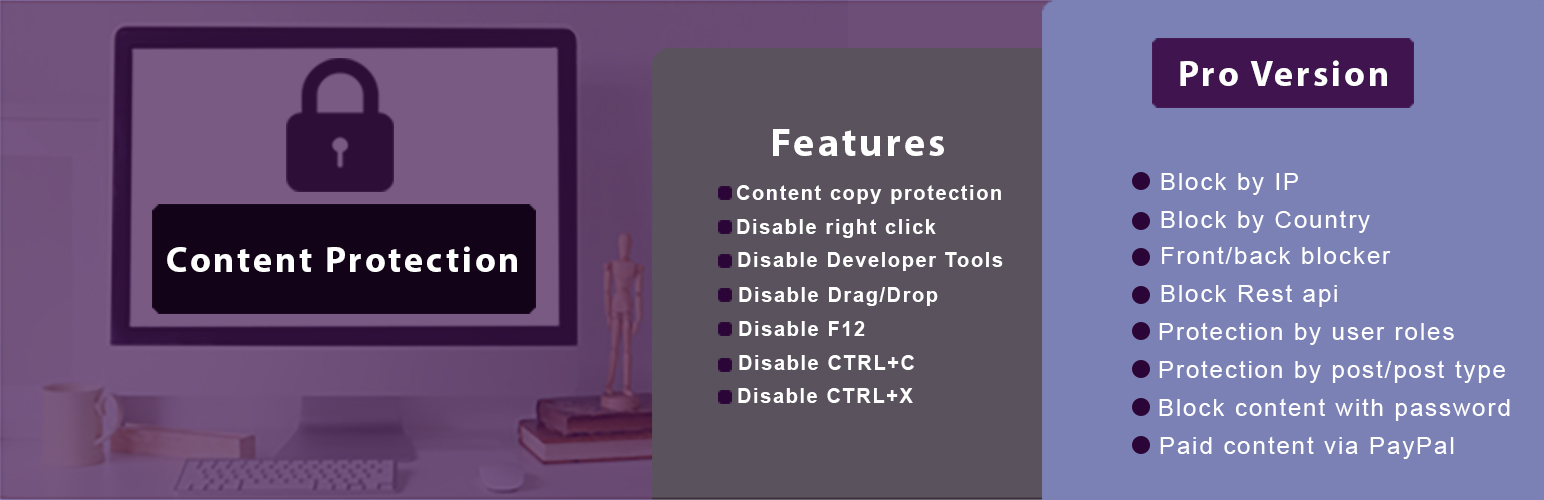 Content Protection
Features
Content copy protection
Disable right click
Disable Developer Tools
Disable Drag/Drop
Disable F12
Disable CTRL+C
Disable CTRL+X
Pro Version
Block by IP
Block by Country
Front/back blocker
Block Rest api
Protection by user roles
Protection by post/post type
Block content with password
Paid content via PayPal